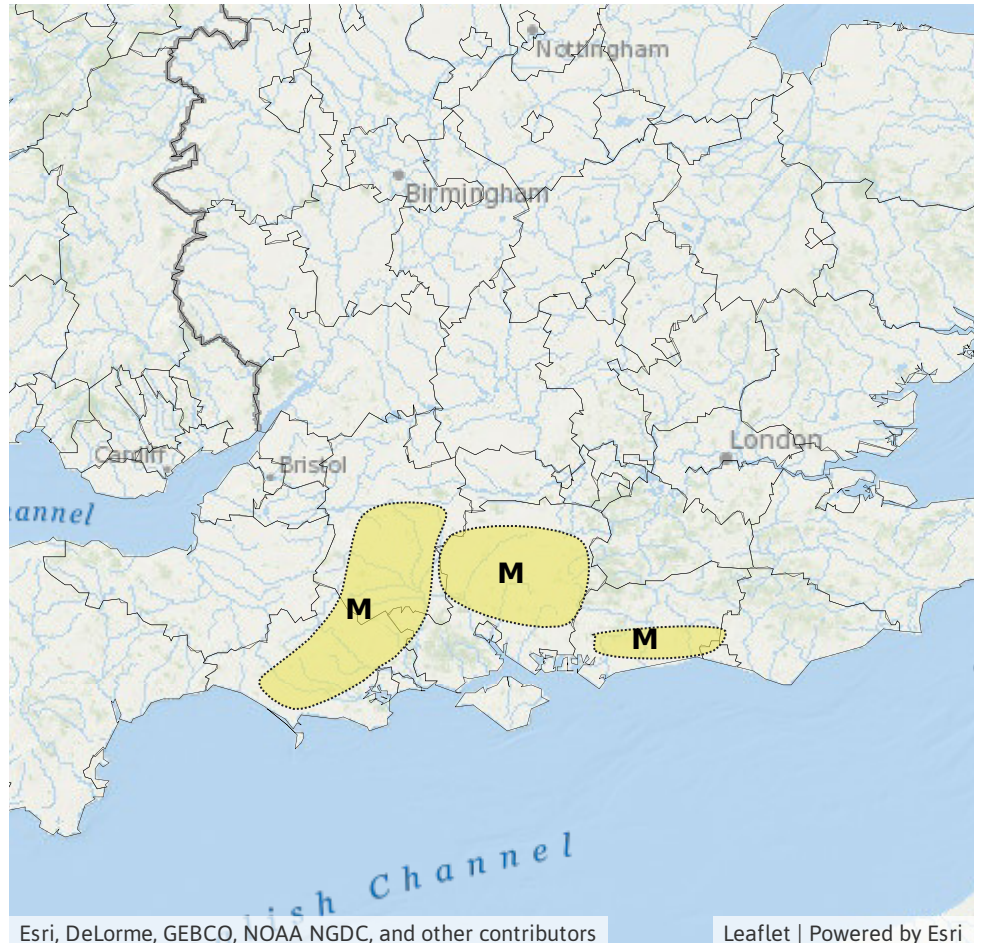 Nottingham
Birmingham
London
Cardiff
Bristol
annel
M
M
M
lish Channel
Esri, DeLorme, GEBCO, NOAA NGDC, and other contributors
Leaflet | Powered by Esri